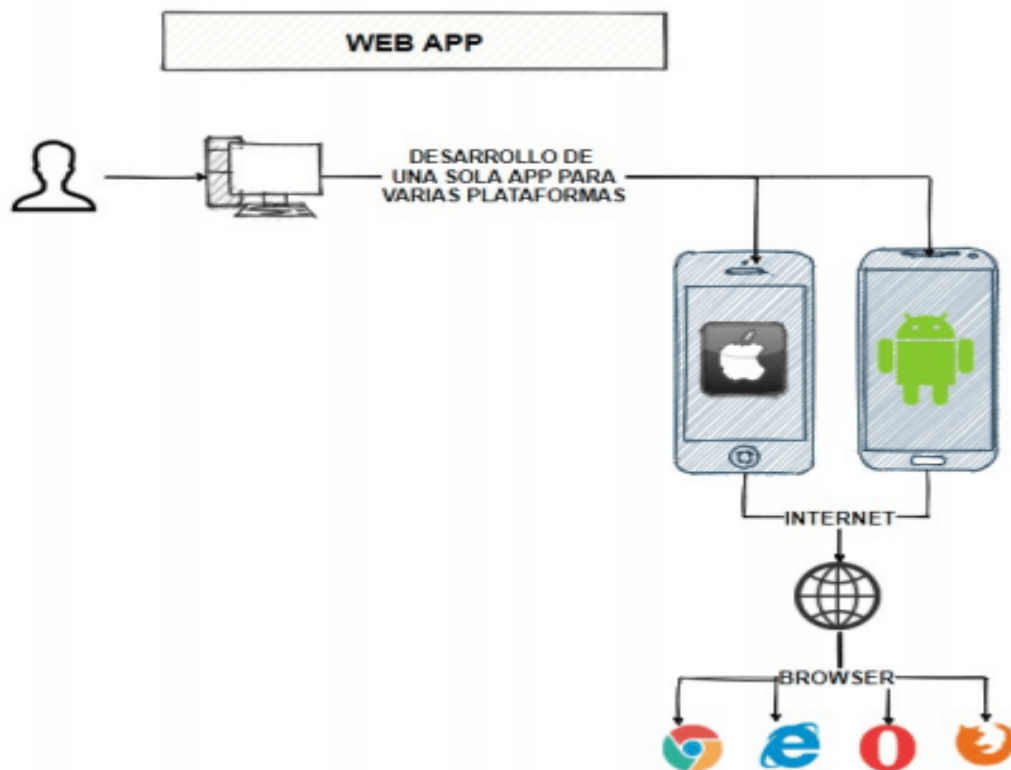 WEB APP
DESARROLLO DE
UNA SOLA APP PARA
VARIAS PLATAFORMAS
INTERNET
BROWSER